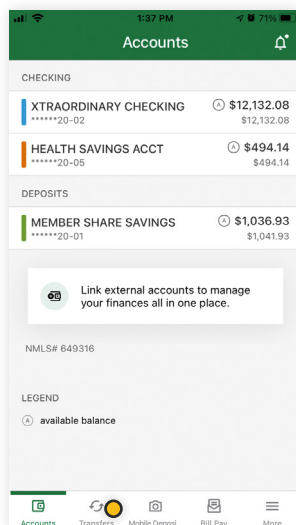 1:37 PM
71%
Accounts
CHECKING
XTRAORDINARY CHECKING Ⓐ $12,132.08
******20-02 $12,132.08
HEALTH SAVINGS ACCT Ⓐ $494.14
******20-05 $494.14
DEPOSITS
MEMBER SHARE SAVINGS Ⓐ $1,036.93
******20-01 $1,041.93
Link external accounts to manage
your finances all in one place.
NMLS# 649316
LEGEND
Ⓐ available balance
Accounts Transfers Mobile Deposi Bill Pay More